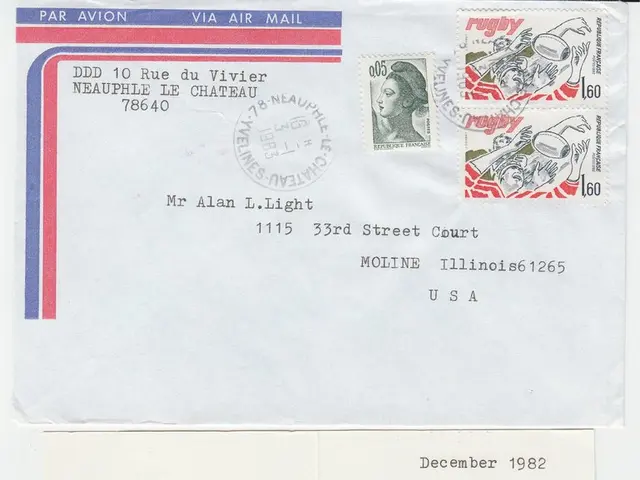 PAR AVION VIA AIR MAIL
DDD 10 Rue du Vivier
NEAUPHLE LE CHATEAU
78640
0,05
REPUBLIQUE FRANÇAISE
rugby
REPUBLIQUE FRANÇAISE
1,60
rugby
REPUBLIQUE FRANÇAISE
1,60
78-NEAUPHLE-LE-CHATEAU
YVELINES
1983
YVELINES
Mr Alan L.Light
1115 33rd Street Court
MOLINE Illinois61265
U S A
December 1982